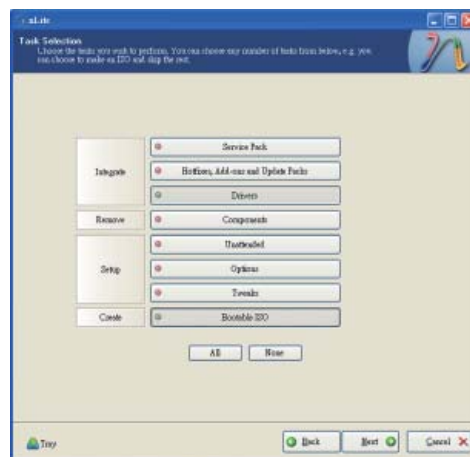 nLite
Task Selection
Choose the tasks you wish to perform. You can choose any number of tasks from below, e.g. you
can choose to make an ISO and skip the rest.
Integrate
Service Pack
Hotfixes, Add-ons and Update Packs
Drivers
Remove
Components
Setup
Unattended
Options
Tweaks
Create
Bootable ISO
All
None
Tray
Back
Next
Cancel